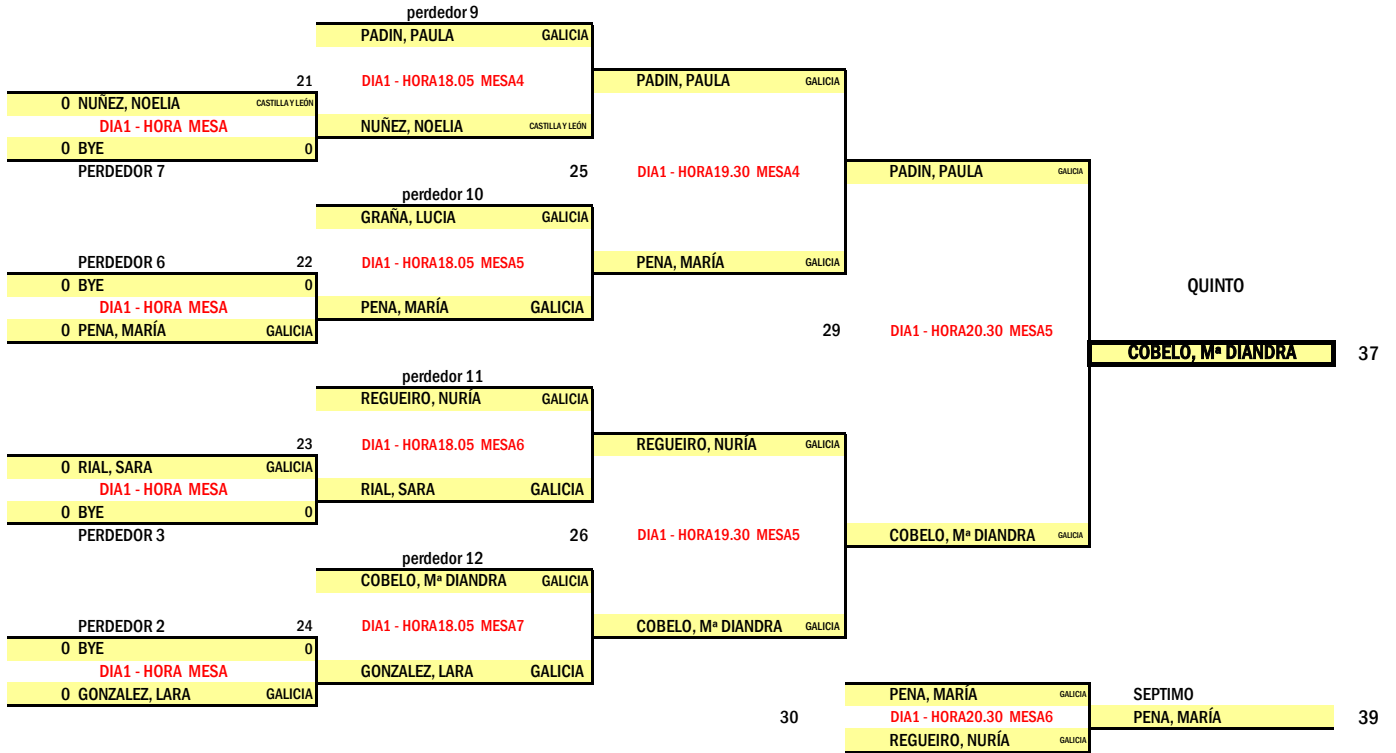 perdedor 9
PADIN, PAULA GALICIA
21 DIA1 - HORA18.05 MESA4 PADIN, PAULA GALICIA
0 NUÑEZ, NOELIA CASTILLA Y LEÓN
DIA1 - HORA MESA NUÑEZ, NOELIA CASTILLA Y LEÓN
0 BYE 0
PERDEDOR 7 25 DIA1 - HORA19.30 MESA4 PADIN, PAULA GALICIA
perdedor 10
GRAÑA, LUCIA GALICIA
PERDEDOR 6 22 DIA1 - HORA18.05 MESA5 PENA, MARÍA GALICIA
0 BYE 0 QUINTO
DIA1 - HORA MESA PENA, MARÍA GALICIA
0 PENA, MARÍA GALICIA 29 DIA1 - HORA20.30 MESA5
COBELO, Mª DIANDRA 37
perdedor 11
REGUEIRO, NURÍA GALICIA
23 DIA1 - HORA18.05 MESA6 REGUEIRO, NURÍA GALICIA
0 RIAL, SARA GALICIA
DIA1 - HORA MESA RIAL, SARA GALICIA
0 BYE 0
PERDEDOR 3 26 DIA1 - HORA19.30 MESA5 COBELO, Mª DIANDRA GALICIA
perdedor 12
COBELO, Mª DIANDRA GALICIA
PERDEDOR 2 24 DIA1 - HORA18.05 MESA7 COBELO, Mª DIANDRA GALICIA
0 BYE 0
DIA1 - HORA MESA GONZALEZ, LARA GALICIA
0 GONZALEZ, LARA GALICIA PENA, MARÍA GALICIA SEPTIMO
30 DIA1 - HORA20.30 MESA6 PENA, MARÍA 39
REGUEIRO, NURÍA GALICIA